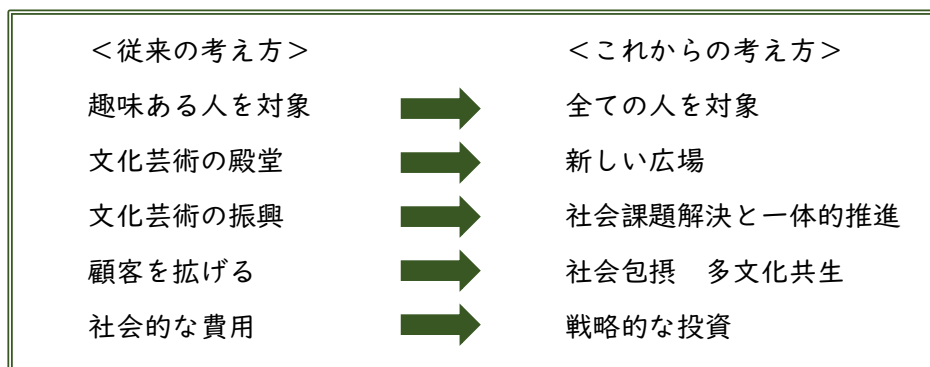 ＜従来の考え方＞　＜これからの考え方＞
趣味ある人を対象　全ての人を対象
文化芸術の殿堂　新しい広場
文化芸術の振興　社会課題解決と一体的推進
顧客を拡げる　社会包摂　多文化共生
社会的な費用　戦略的な投資